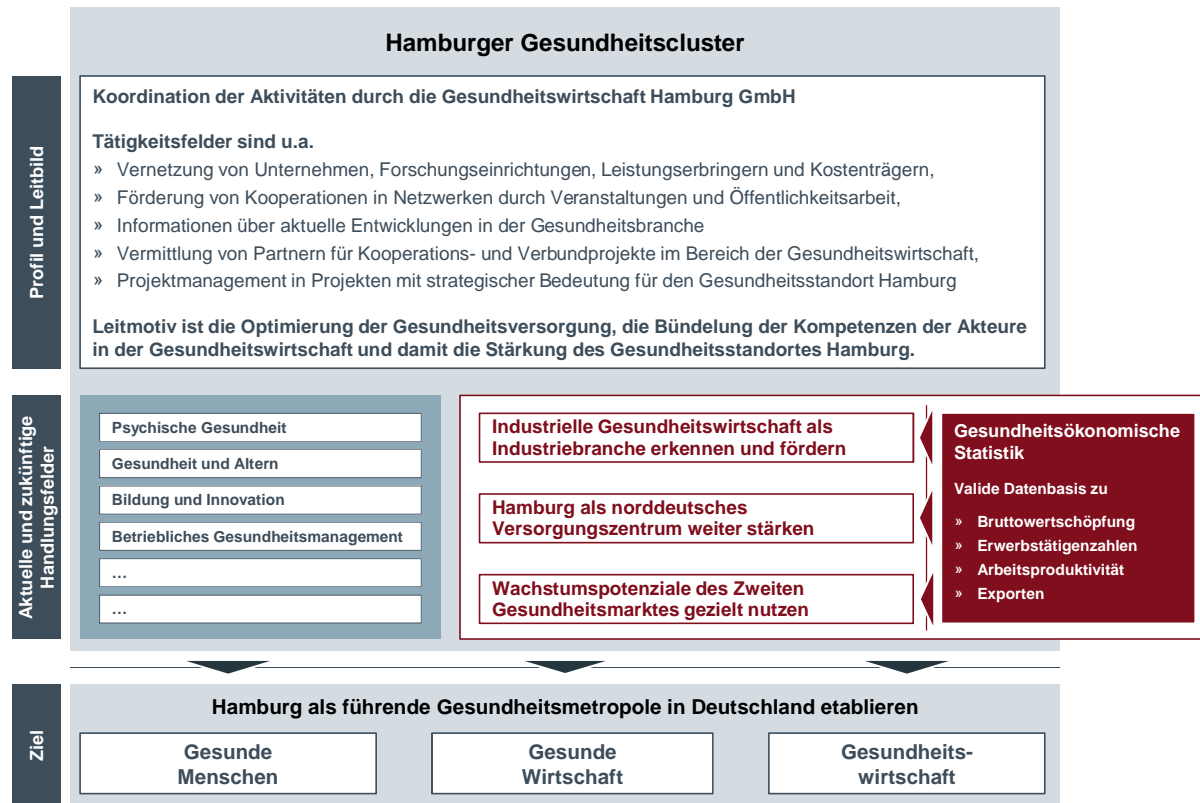 Hamburger Gesundheitscluster
Profil und Leitbild
Koordination der Aktivitäten durch die Gesundheitswirtschaft Hamburg GmbH
Tätigkeitsfelder sind u.a.
» Vernetzung von Unternehmen, Forschungseinrichtungen, Leistungserbringern und Kostenträgern,
» Förderung von Kooperationen in Netzwerken durch Veranstaltungen und Öffentlichkeitsarbeit,
» Informationen über aktuelle Entwicklungen in der Gesundheitsbranche
» Vermittlung von Partnern für Kooperations- und Verbundprojekte im Bereich der Gesundheitswirtschaft,
» Projektmanagement in Projekten mit strategischer Bedeutung für den Gesundheitsstandort Hamburg
Leitmotiv ist die Optimierung der Gesundheitsversorgung, die Bündelung der Kompetenzen der Akteure
in der Gesundheitswirtschaft und damit die Stärkung des Gesundheitsstandortes Hamburg.
Aktuelle und zukünftige
Handlungsfelder
Psychische Gesundheit
Gesundheit und Altern
Bildung und Innovation
Betriebliches Gesundheitsmanagement
...
...
Industrielle Gesundheitswirtschaft als
Industriebranche erkennen und fördern
Hamburg als norddeutsches
Versorgungszentrum weiter stärken
Wachstumspotenziale des Zweiten
Gesundheitsmarktes gezielt nutzen
Gesundheitsökonomische
Statistik
Valide Datenbasis zu
» Bruttowertschöpfung
» Erwerbstätigenzahlen
» Arbeitsproduktivität
» Exporten
Ziel
Hamburg als führende Gesundheitsmetropole in Deutschland etablieren
Gesunde
Menschen
Gesunde
Wirtschaft
Gesundheits-
wirtschaft